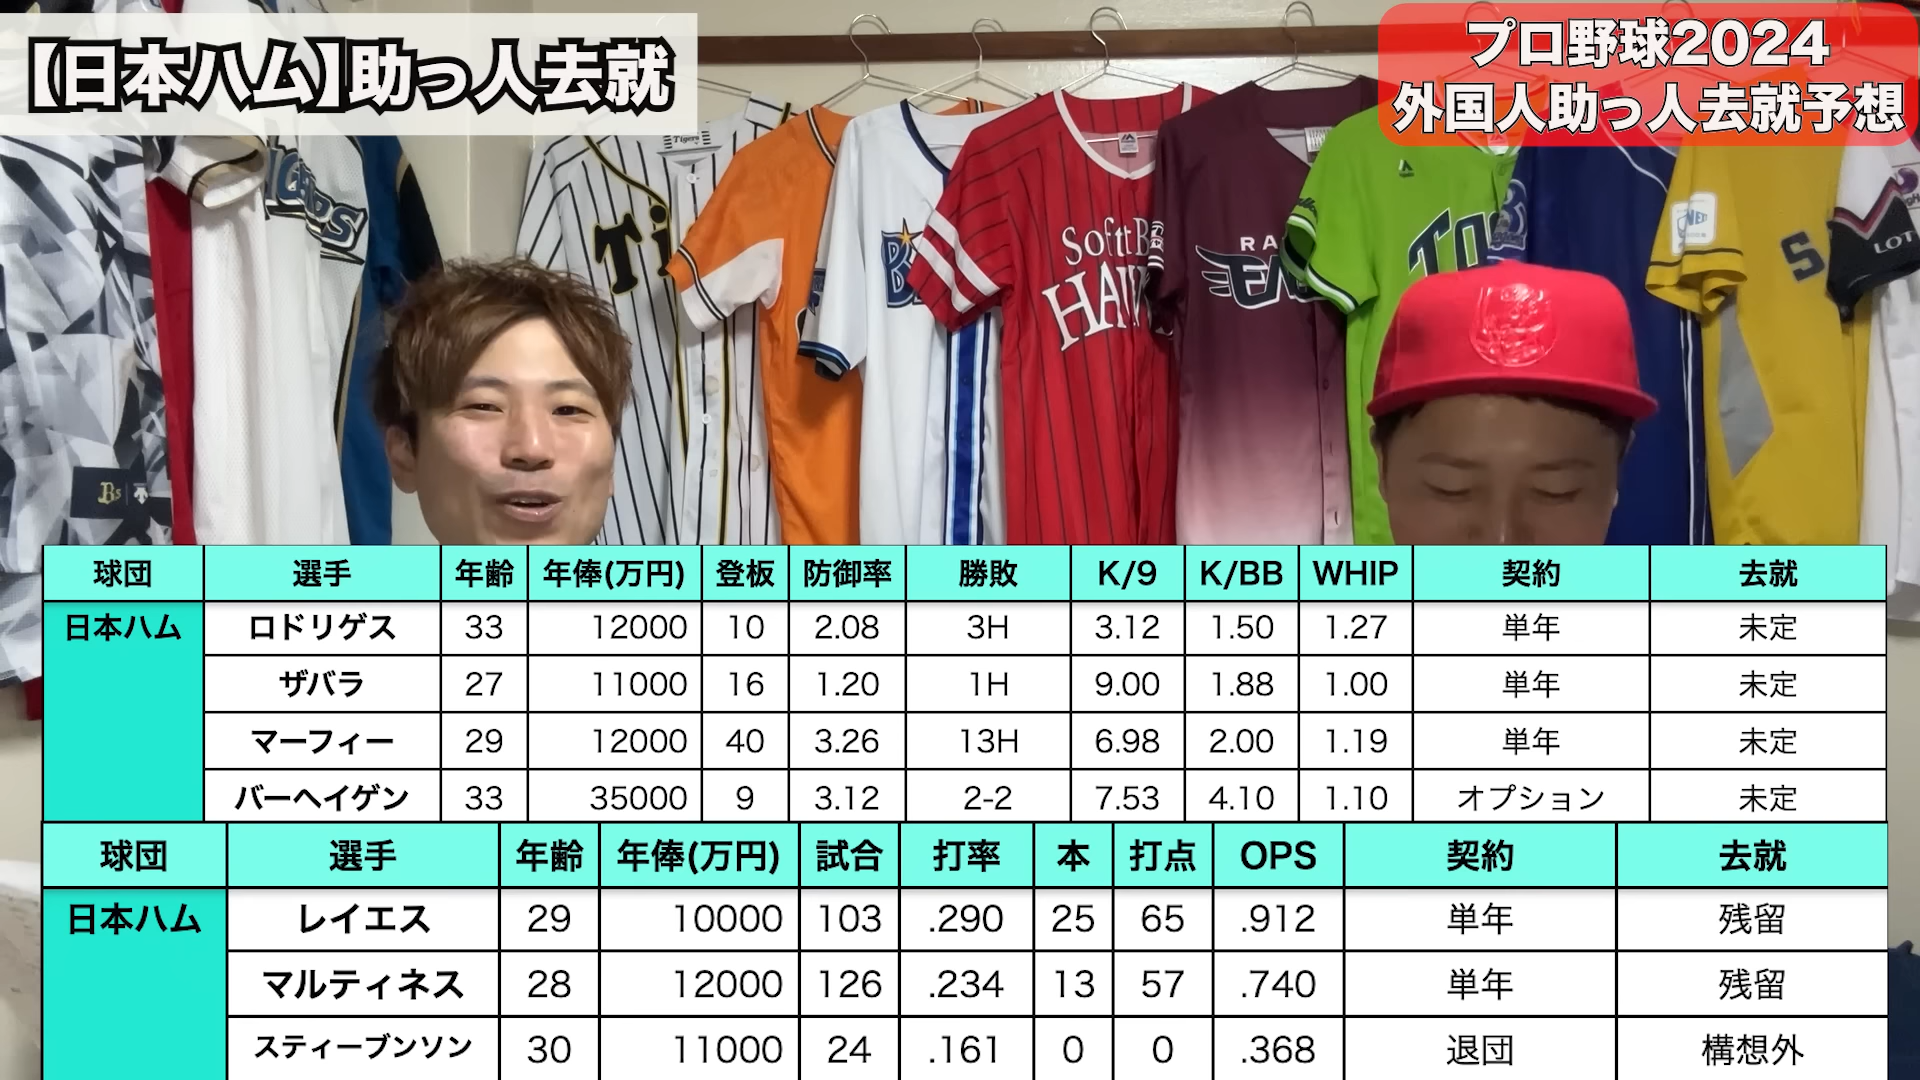 【日本ハム】助っ人去就
プロ野球2024
外国人助っ人去就予想
Tigers
Ti
SoftB
HAW
RA
EA
LOT
Bs
球団 選手 年齢 年俸(万円) 登板 防御率 勝敗 K/9 K/BB WHIP 契約 去就
日本ハム ロドリゲス 33 12000 10 2.08 3H 3.12 1.50 1.27 単年 未定
ザバラ 27 11000 16 1.20 1H 9.00 1.88 1.00 単年 未定
マーフィー 29 12000 40 3.26 13H 6.98 2.00 1.19 単年 未定
バーヘイゲン 33 35000 9 3.12 2-2 7.53 4.10 1.10 オプション 未定
球団 選手 年齢 年俸(万円) 試合 打率 本 打点 OPS 契約 去就
日本ハム レイエス 29 10000 103 .290 25 65 .912 単年 残留
マルティネス 28 12000 126 .234 13 57 .740 単年 残留
スティーブンソン 30 11000 24 .161 0 0 .368 退団 構想外